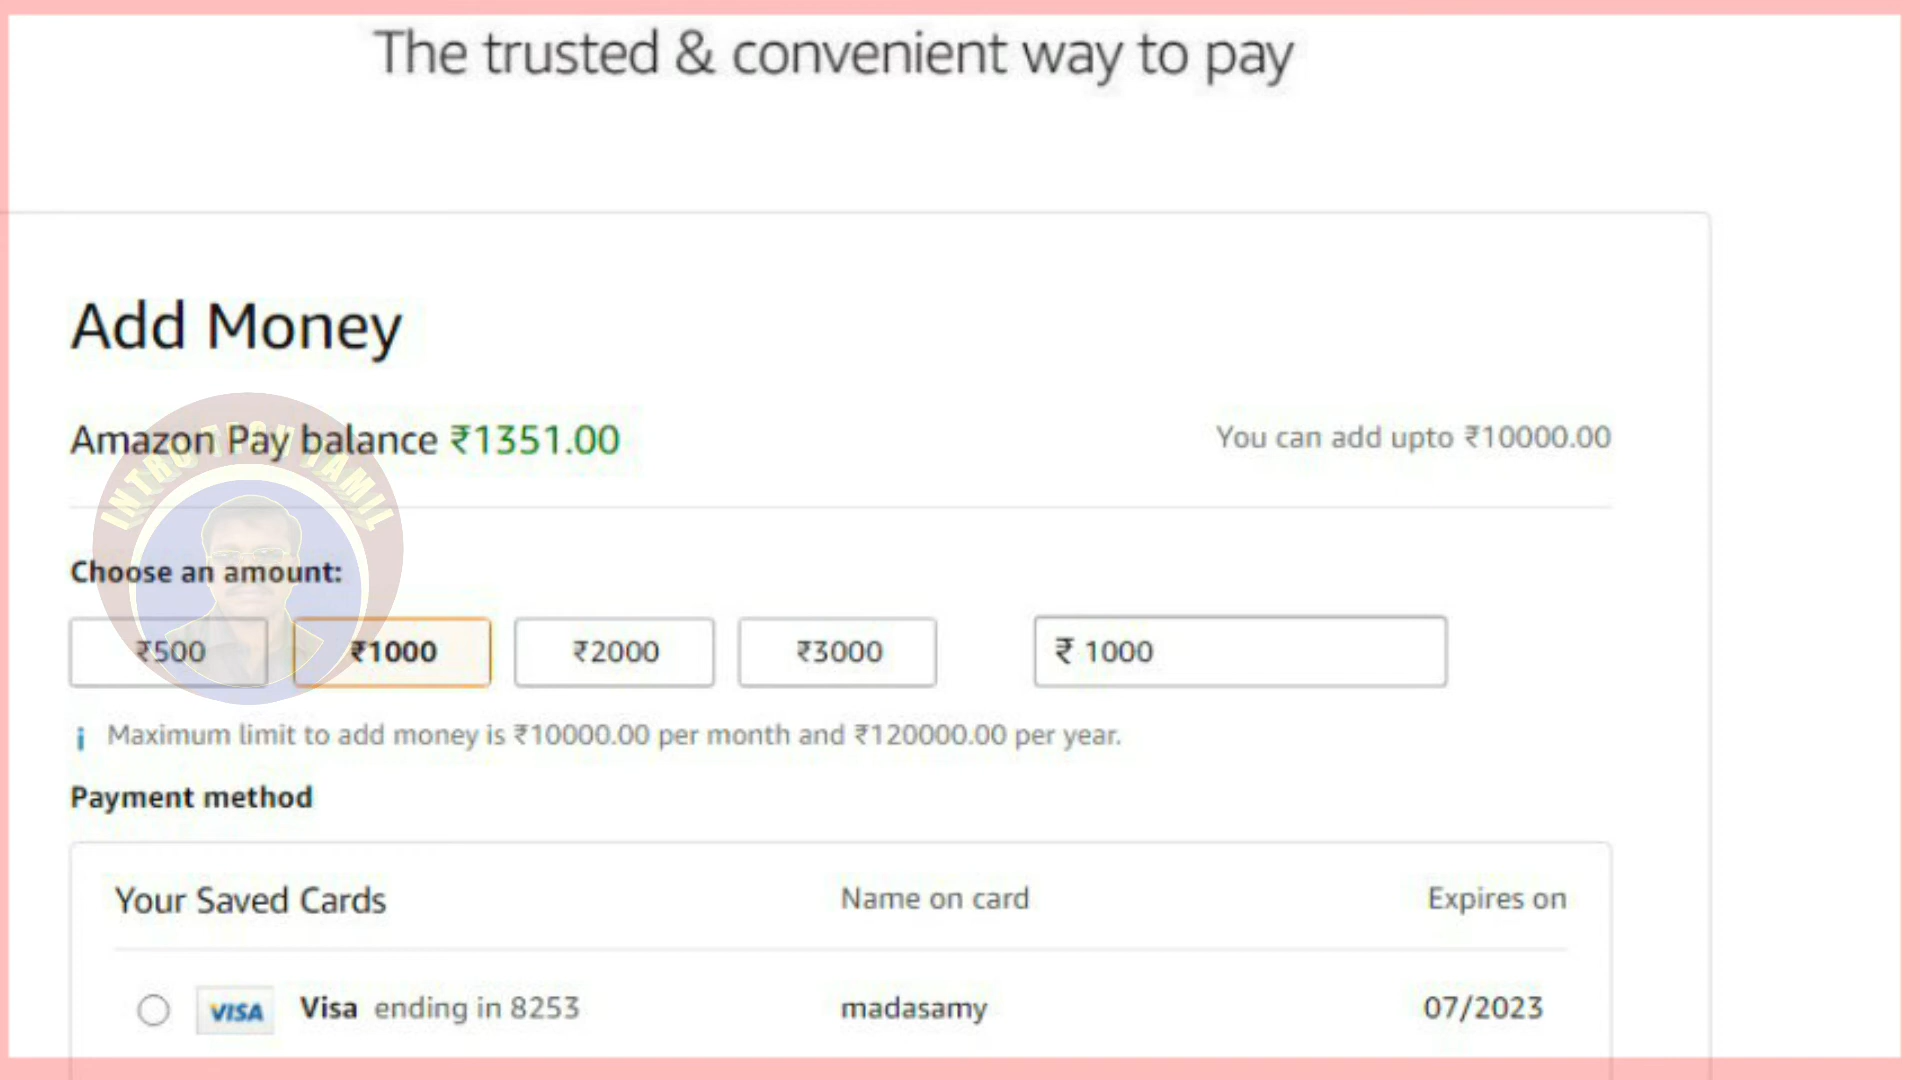 The trusted & convenient way to pay
Add Money
Amazon Pay balance ₹1351.00
You can add upto ₹10000.00
INTRO TECH TAMIL
Choose an amount:
₹500 ₹1000 ₹2000 ₹3000 ₹ 1000
i Maximum limit to add money is ₹10000.00 per month and ₹120000.00 per year.
Payment method
Your Saved Cards Name on card Expires on
VISA Visa ending in 8253 madasamy 07/2023